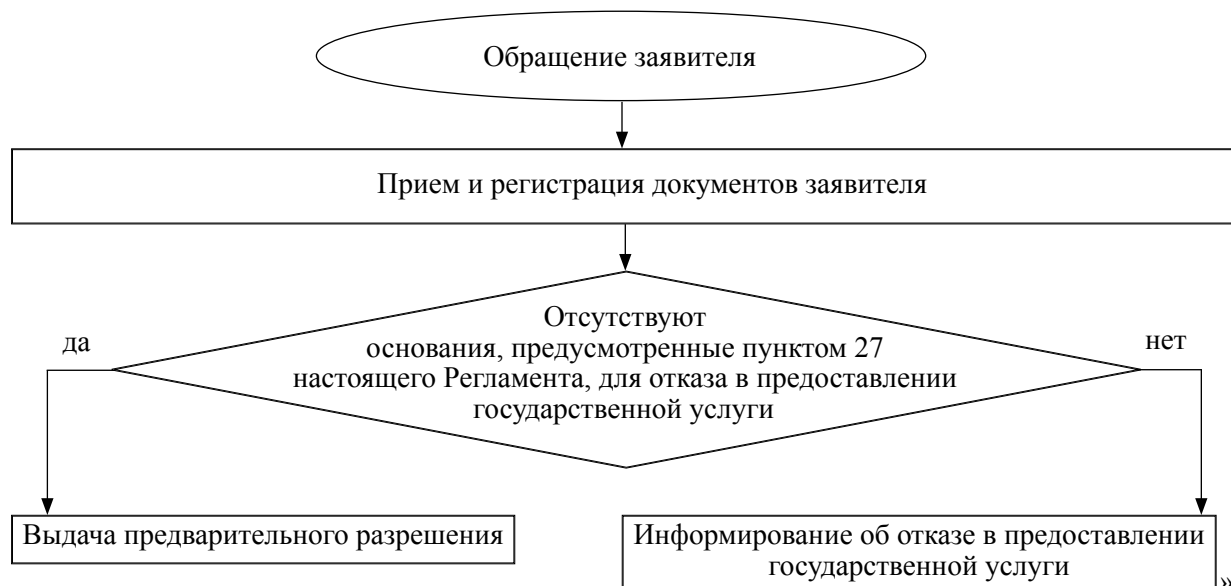 Обращение заявителя
Прием и регистрация документов заявителя
Отсутствуют
основания, предусмотренные пунктом 27
настоящего Регламента, для отказа в предоставлении
государственной услуги
да
нет
Выдача предварительного разрешения
Информирование об отказе в предоставлении
государственной услуги
»